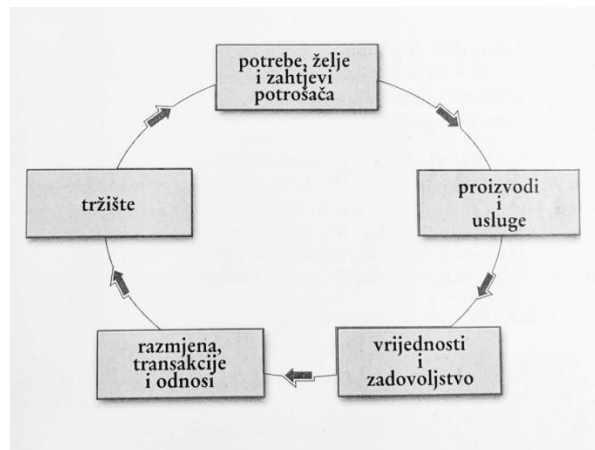 potrebe, želje
i zahtjevi
potrošača
proizvodi
i
usluge
vrijednosti
i
zadovoljstvo
razmjena,
transakcije
i odnosi
tržište